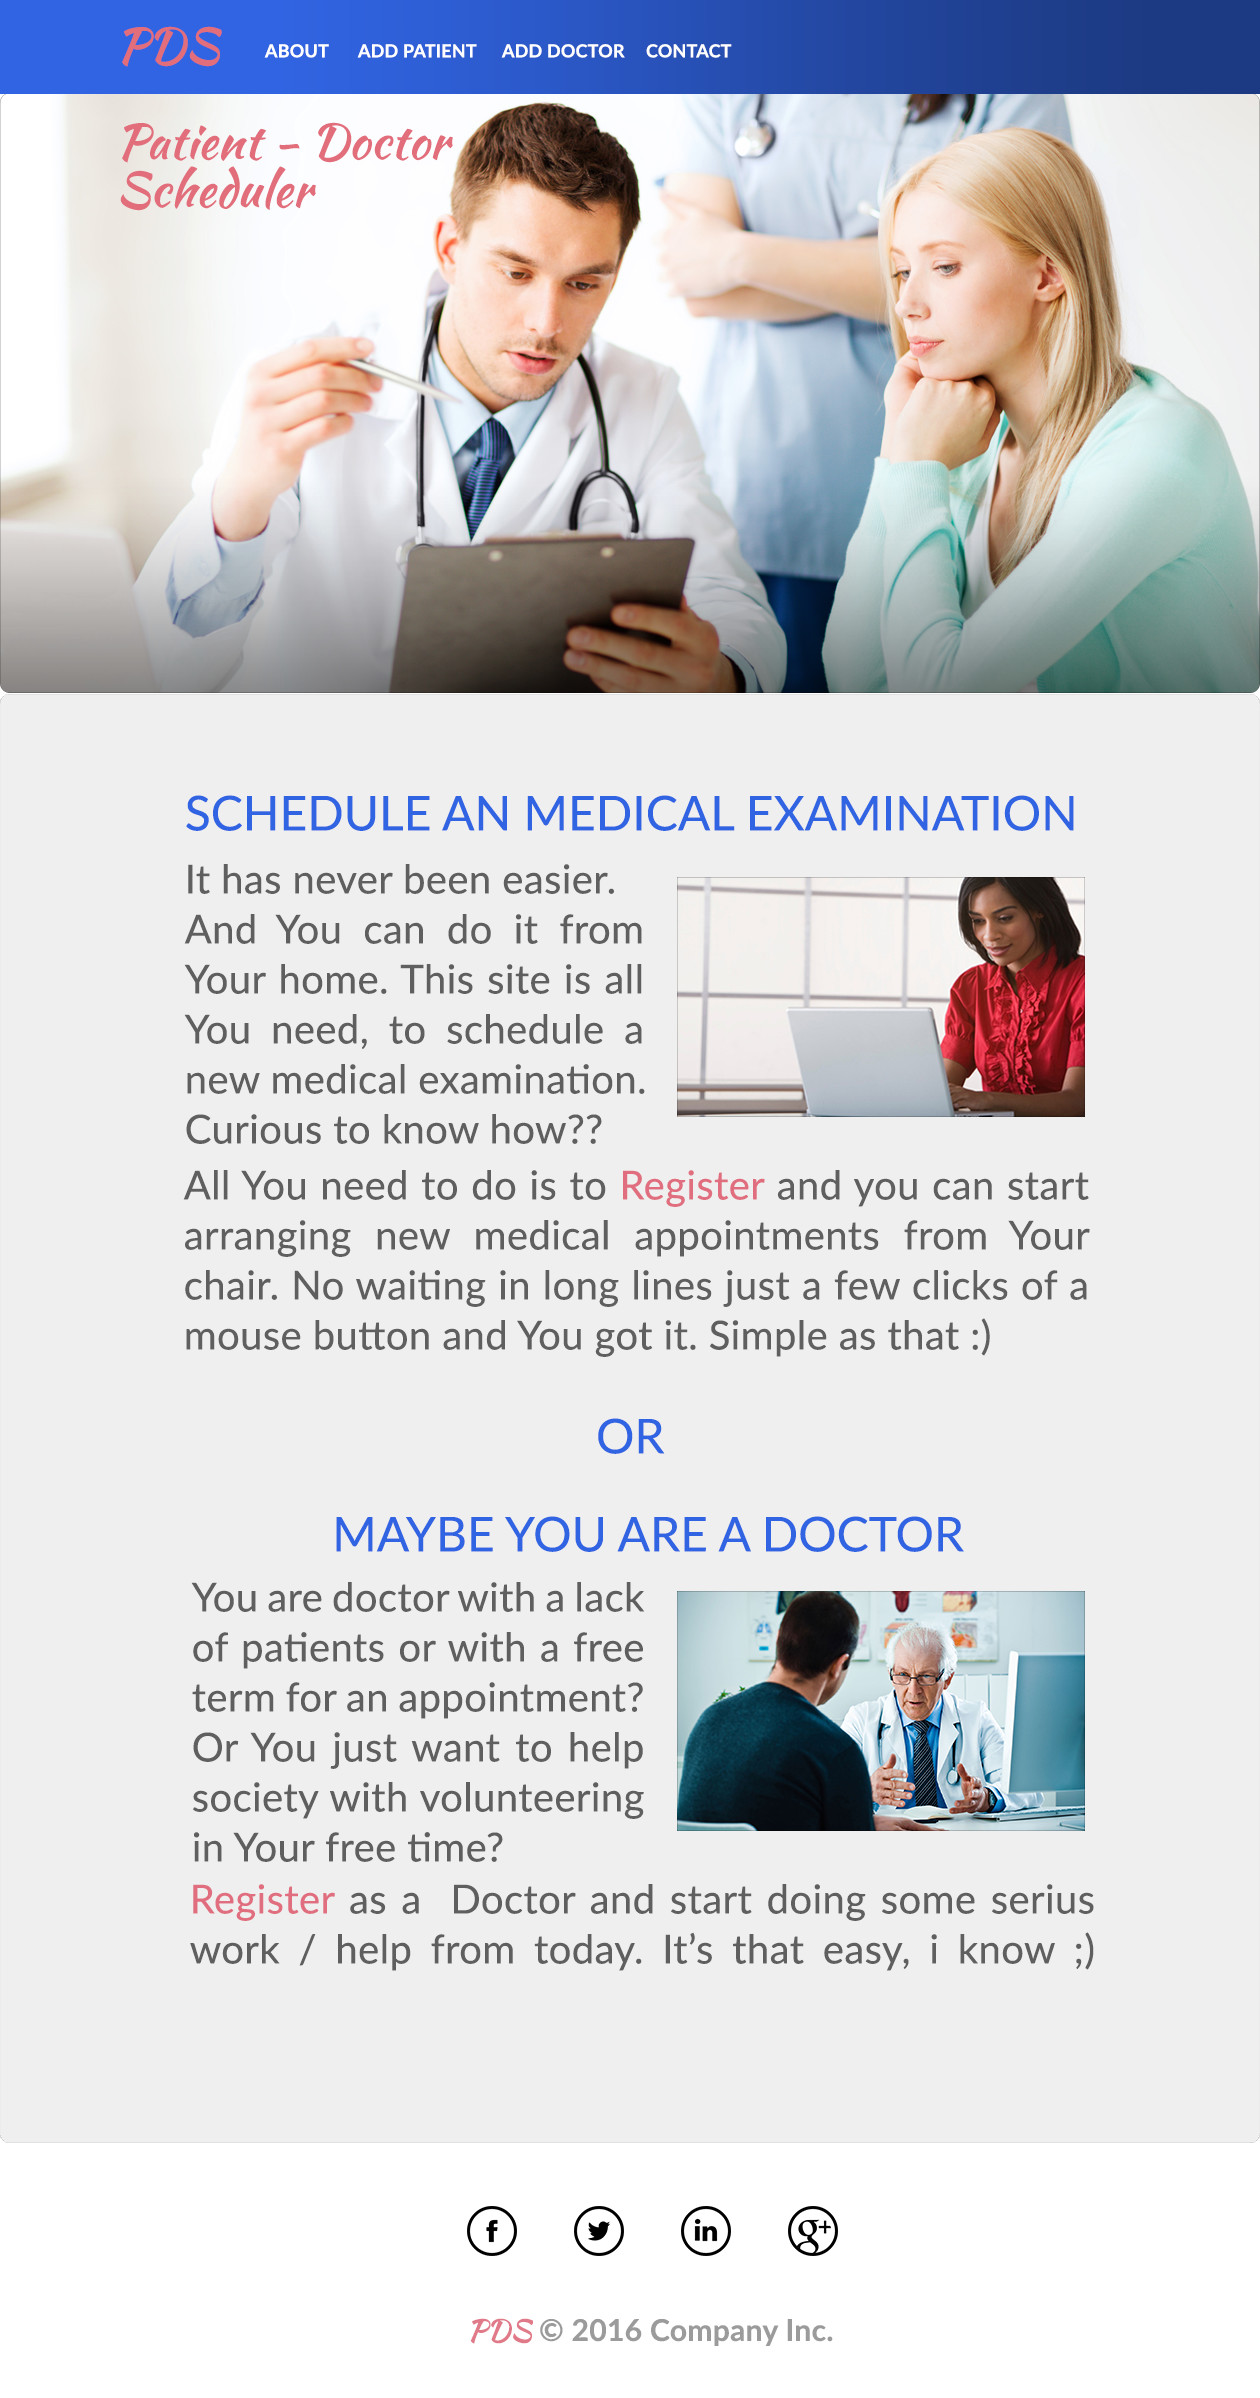 PDS ABOUT ADD PATIENT ADD DOCTOR CONTACT
Patient - Doctor
Scheduler
SCHEDULE AN MEDICAL EXAMINATION
It has never been easier.
And You can do it from
Your home. This site is all
You need, to schedule a
new medical examination.
Curious to know how??
All You need to do is to Register and you can start
arranging new medical appointments from Your
chair. No waiting in long lines just a few clicks of a
mouse button and You got it. Simple as that :)
OR
MAYBE YOU ARE A DOCTOR
You are doctor with a lack
of patients or with a free
term for an appointment?
Or You just want to help
society with volunteering
in Your free time?
Register as a Doctor and start doing some serius
work / help from today. It’s that easy, i know ;)
f in g+
PDS © 2016 Company Inc.